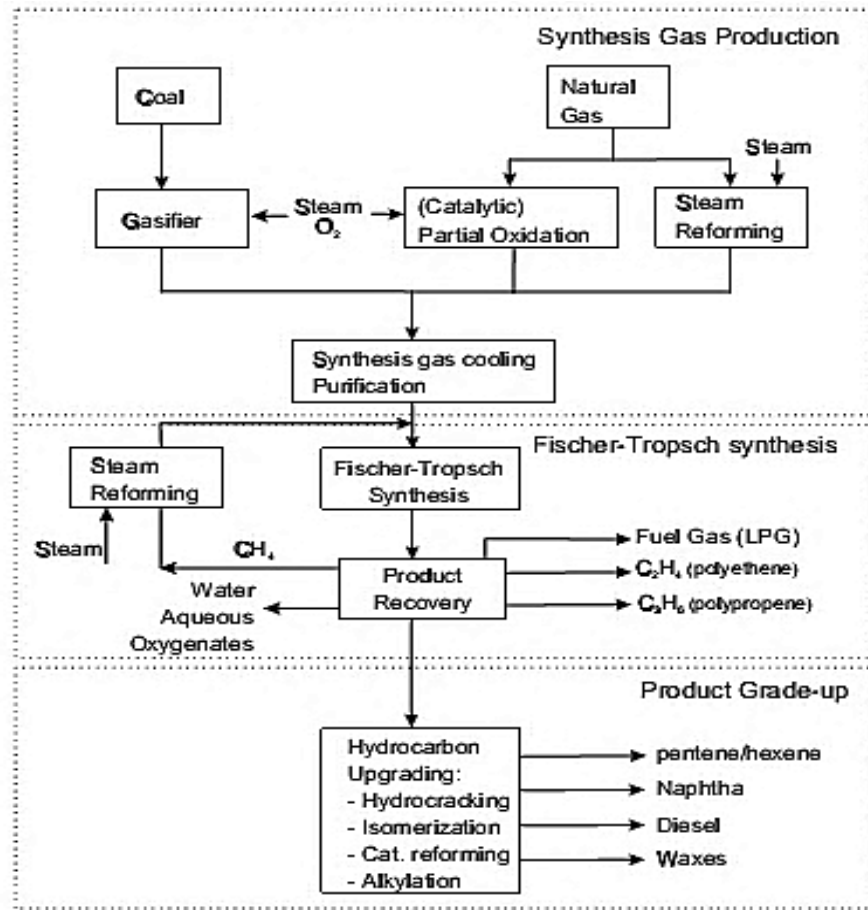 Synthesis Gas Production
Coal
Natural
Gas
Steam
Gasifier
Steam
O₂
(Catalytic)
Partial Oxidation
Steam
Reforming
Synthesis gas cooling
Purification
Fischer-Tropsch synthesis
Steam
Reforming
Fischer-Tropsch
Synthesis
Steam
CH₄
Product
Recovery
Fuel Gas (LPG)
C₂H₄ (polyethene)
C₃H₆ (polypropene)
Water
Aqueous
Oxygenates
Product Grade-up
Hydrocarbon
Upgrading:
- Hydrocracking
- Isomerization
- Cat. reforming
- Alkylation
pentene/hexene
Naphtha
Diesel
Waxes